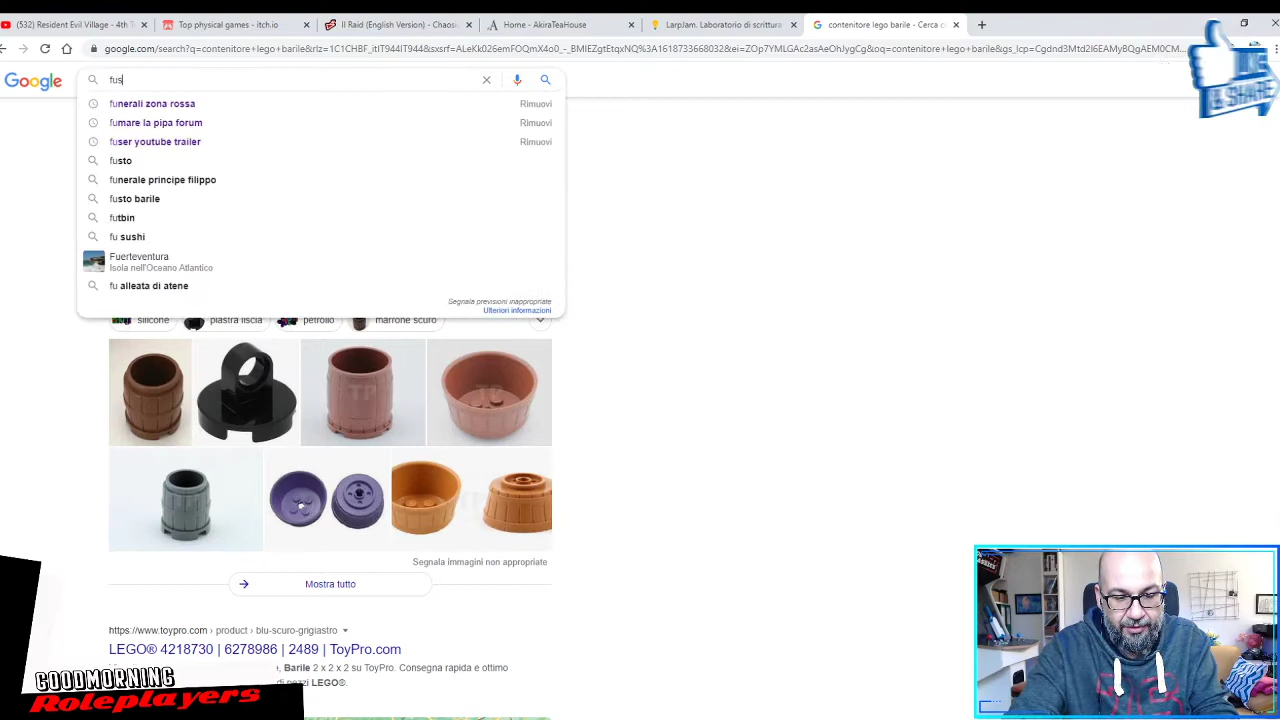 (532) Resident Evil Village - 4th T
Top physical games - itch.io
Il Raid (English Version) - Chaosi
Home - AkiraTeaHouse
LarpJam. Laboratorio di scrittura
contenitore lego barile - Cerca c
google.com/search?q=contenitore+lego+barile&rlz=
Google
fus
funerali zona rossa Rimuovi
fumare la pipa forum Rimuovi
fuser youtube trailer Rimuovi
fusto
funerale principe filippo
fusto barile
futbin
fu sushi
Fuerteventura
Isola nell'Oceano Atlantico
fu alleata di atene
Segnala previsioni inappropriate
Ulteriori informazioni
silicone piastra liscia petrolio marrone scuro
Segnala immagini non appropriate
Mostra tutto
https://www.toypro.com › product › blu-scuro-grigiastro
LEGO® 4218730 | 6278986 | 2489 | ToyPro.com
Barile 2 x 2 x 2 su ToyPro. Consegna rapida e ottimo
di pezzi LEGO®.
GOODMORNING
Roleplayers
LIKE
& SHARE